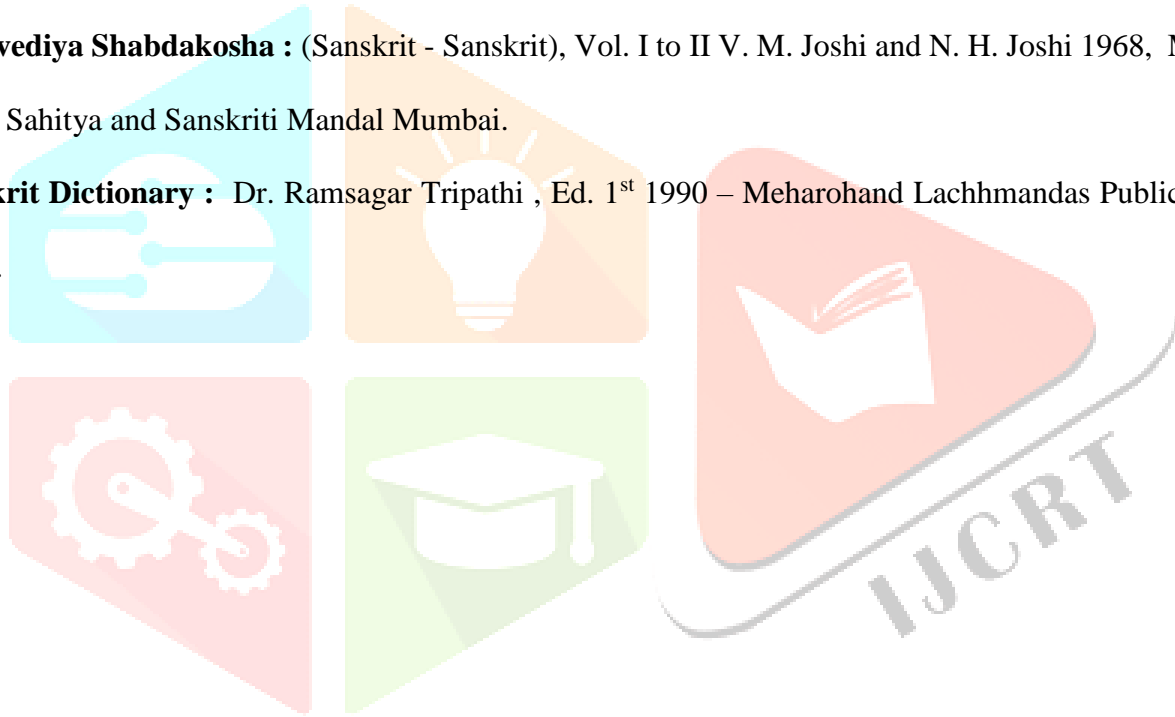 vediya Shabdakosha : (Sanskrit - Sanskrit), Vol. I to II V. M. Joshi and N. H. Joshi 1968,
Sahitya and Sanskriti Mandal Mumbai.
krit Dictionary : Dr. Ramsagar Tripathi , Ed. 1st 1990 – Meharohand Lachhmandas Public
IJCRT